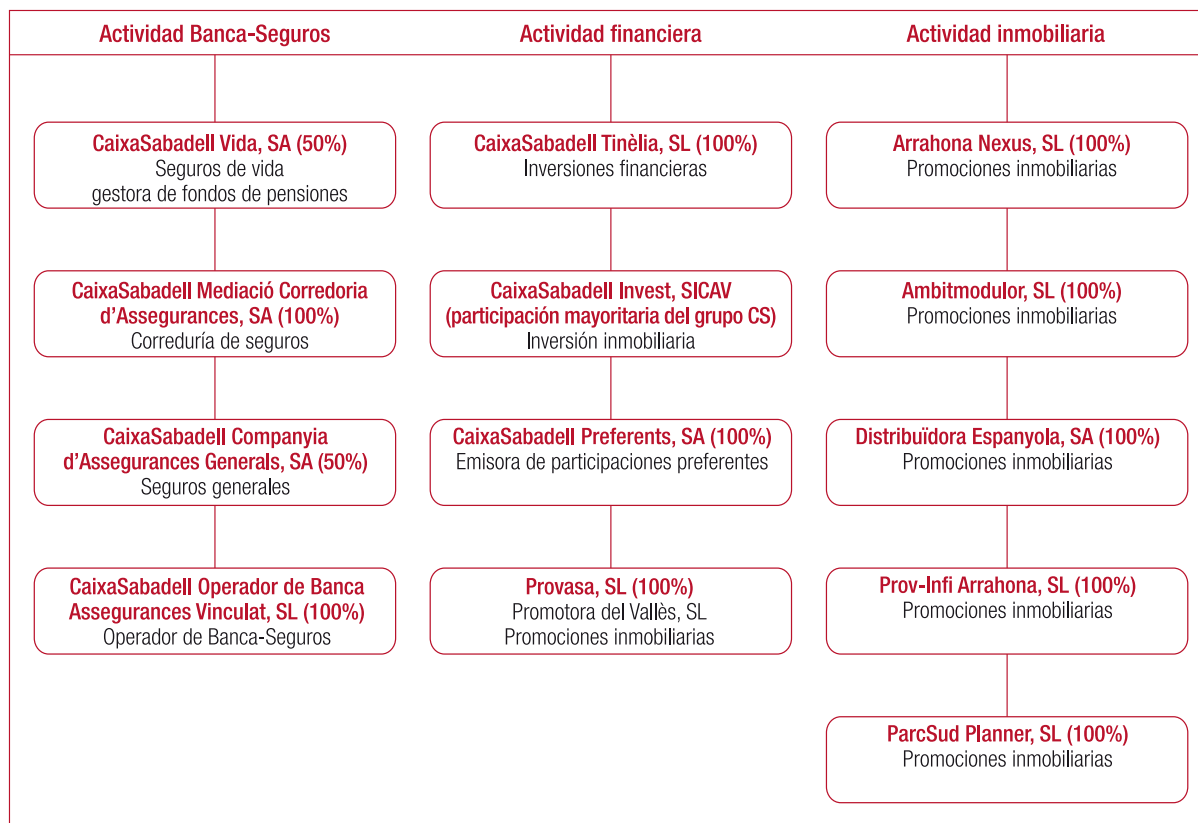 Actividad Banca-Seguros
CaixaSabadell Vida, SA (50%)
Seguros de vida
gestora de fondos de pensiones
CaixaSabadell Mediació Corredoria
d'Assegurances, SA (100%)
Correduría de seguros
CaixaSabadell Companyia
d'Assegurances Generals, SA (50%)
Seguros generales
CaixaSabadell Operador de Banca
Assegurances Vinculat, SL (100%)
Operador de Banca-Seguros
Actividad financiera
CaixaSabadell Tinèlia, SL (100%)
Inversiones financieras
CaixaSabadell Invest, SICAV
(participación mayoritaria del grupo CS)
Inversión inmobiliaria
CaixaSabadell Preferents, SA (100%)
Emisora de participaciones preferentes
Provasa, SL (100%)
Promotora del Vallès, SL
Promociones inmobiliarias
Actividad inmobiliaria
Arrahona Nexus, SL (100%)
Promociones inmobiliarias
Ambitmodulor, SL (100%)
Promociones inmobiliarias
Distribuïdora Espanyola, SA (100%)
Promociones inmobiliarias
Prov-Infi Arrahona, SL (100%)
Promociones inmobiliarias
ParcSud Planner, SL (100%)
Promociones inmobiliarias